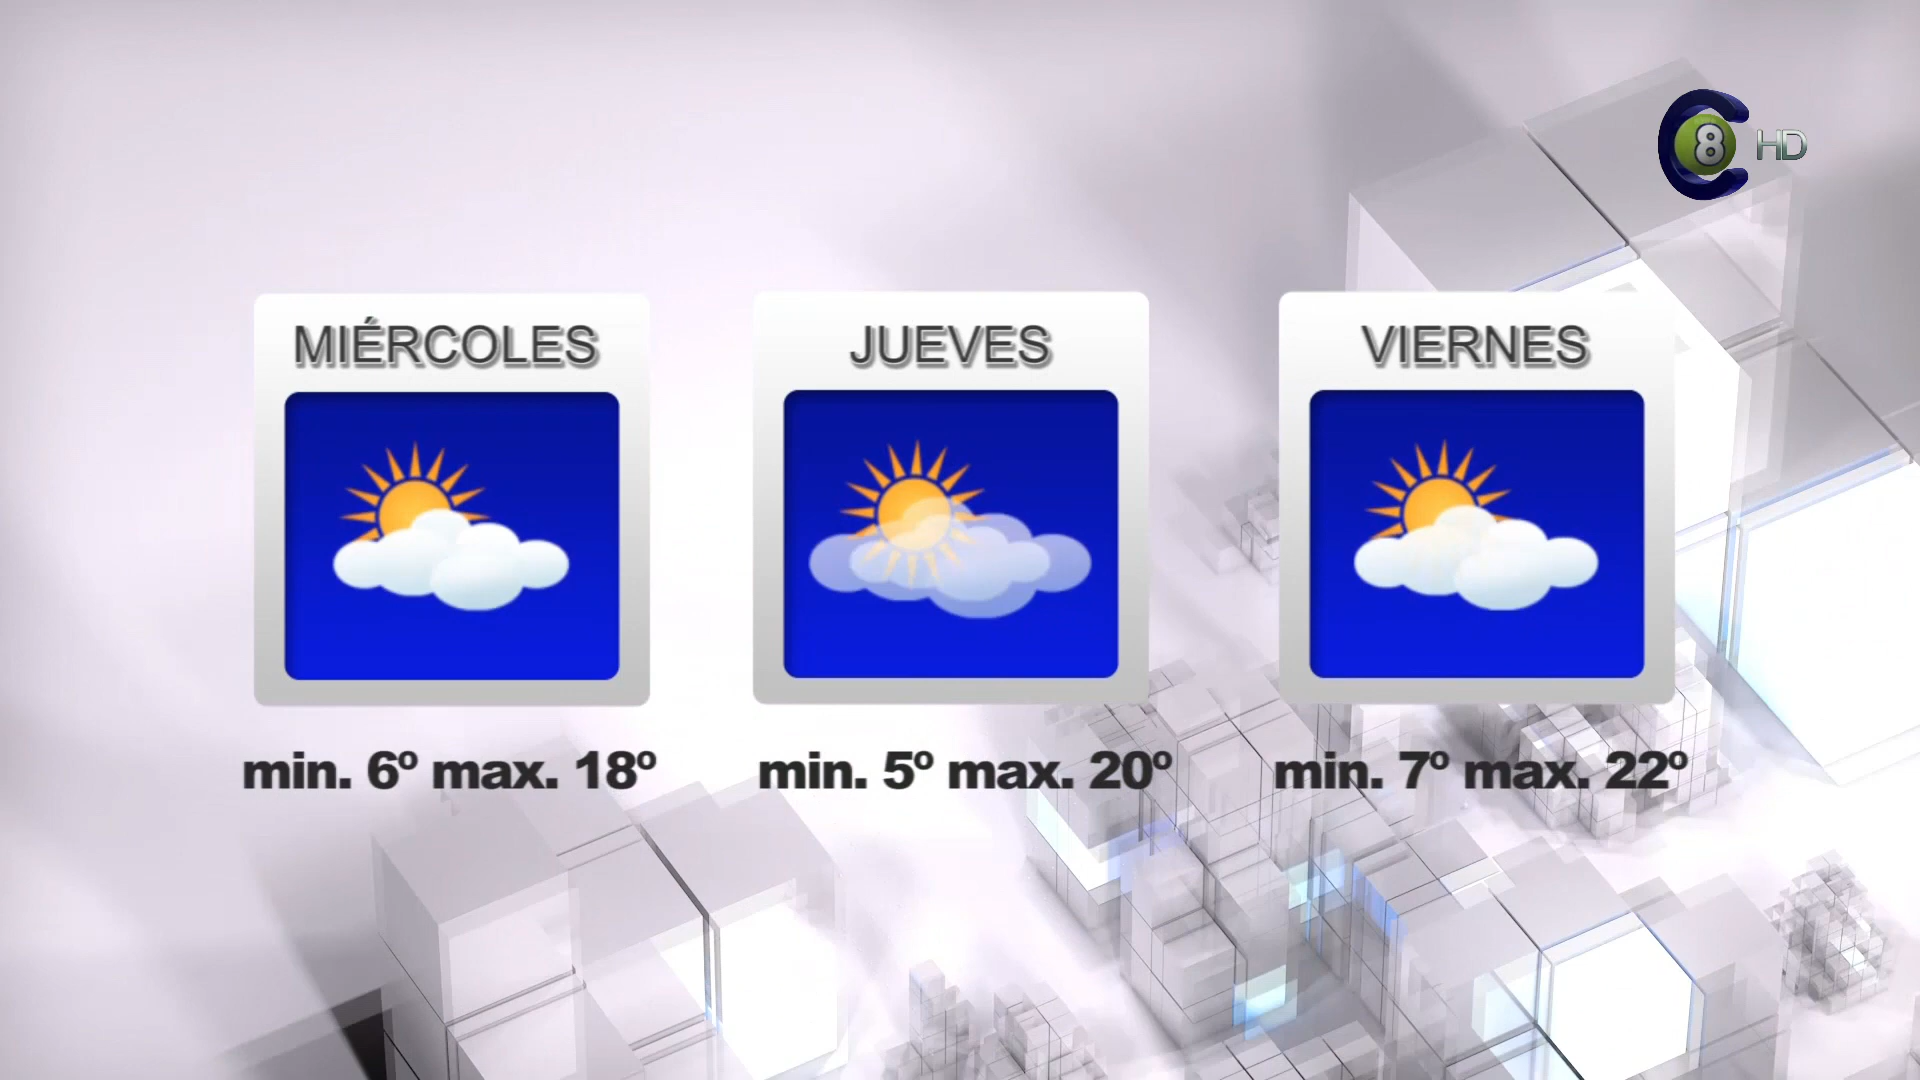 C8 HD
MIÉRCOLES
JUEVES
VIERNES
min. 6º max. 18º
min. 5º max. 20º
min. 7º max. 22º